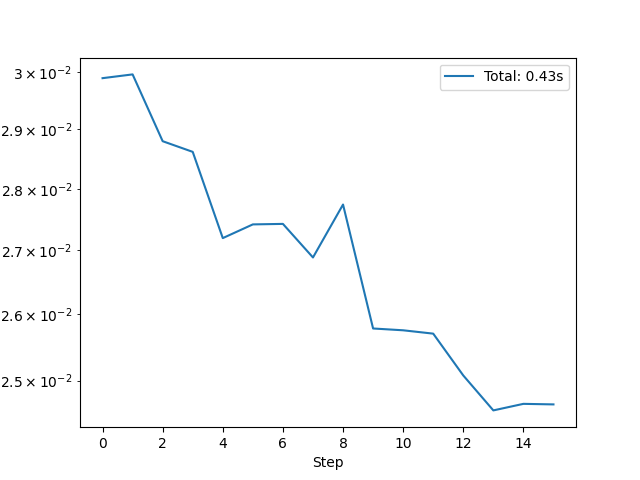 Total: 0.43s
3 × 10⁻²
2.9 × 10⁻²
2.8 × 10⁻²
2.7 × 10⁻²
2.6 × 10⁻²
2.5 × 10⁻²
0 2 4 6 8 10 12 14
Step